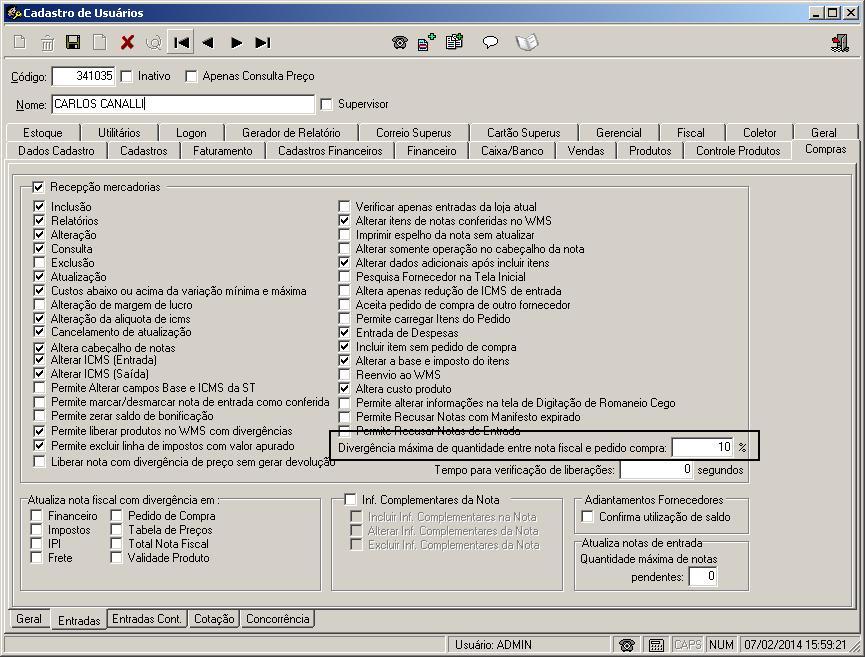 Cadastro de Usuários
Código: 341035 Inativo Apenas Consulta Preço
Nome: CARLOS CANALLI Supervisor
Estoque Utilitários Logon Gerador de Relatório Correio Superus Cartão Superus Gerencial Fiscal Coletor Geral
Dados Cadastro Cadastros Faturamento Cadastros Financeiros Financeiro Caixa/Banco Vendas Produtos Controle Produtos Compras
Recepção mercadorias
Inclusão
Relatórios
Alteração
Consulta
Exclusão
Atualização
Custos abaixo ou acima da variação mínima e máxima
Alteração de margem de lucro
Alteração da aliquota de icms
Cancelamento de atualização
Altera cabeçalho de notas
Alterar ICMS (Entrada)
Alterar ICMS (Saída)
Permite Alterar campos Base e ICMS da ST
Permite marcar/desmarcar nota de entrada como conferida
Permite zerar saldo de bonificação
Permite liberar produtos no WMS com divergências
Permite excluir linha de impostos com valor apurado
Liberar nota com divergência de preço sem gerar devolução
Verificar apenas entradas da loja atual
Alterar itens de notas conferidas no WMS
Imprimir espelho da nota sem atualizar
Alterar somente operação no cabeçalho da nota
Alterar dados adicionais após incluir itens
Pesquisa Fornecedor na Tela Inicial
Altera apenas redução de ICMS de entrada
Aceita pedido de compra de outro fornecedor
Permite carregar Itens do Pedido
Entrada de Despesas
Incluir item sem pedido de compra
Alterar a base e imposto do itens
Reenvio ao WMS
Altera custo produto
Permite alterar informações na tela de Digitação de Romaneio Cego
Permite Recusar Notas com Manifesto expirado
Permite Recusar Notas de Entrada
Divergência máxima de quantidade entre nota fiscal e pedido compra: 10 %
Tempo para verificação de liberações: 0 segundos
Atualiza nota fiscal com divergência em :
Financeiro Pedido de Compra
Impostos Tabela de Preços
IPI Total Nota Fiscal
Frete Validade Produto
Inf. Complementares da Nota
Incluir Inf. Complementares na Nota
Alterar Inf. Complementares da Nota
Excluir Inf. Complementares da Nota
Adiantamentos Fornecedores
Confirma utilização de saldo
Atualiza notas de entrada
Quantidade máxima de notas
pendentes: 0
Geral Entradas Entradas Cont. Cotação Concorrência
Usuário: ADMIN CAPS NUM 07/02/2014 15:59:21